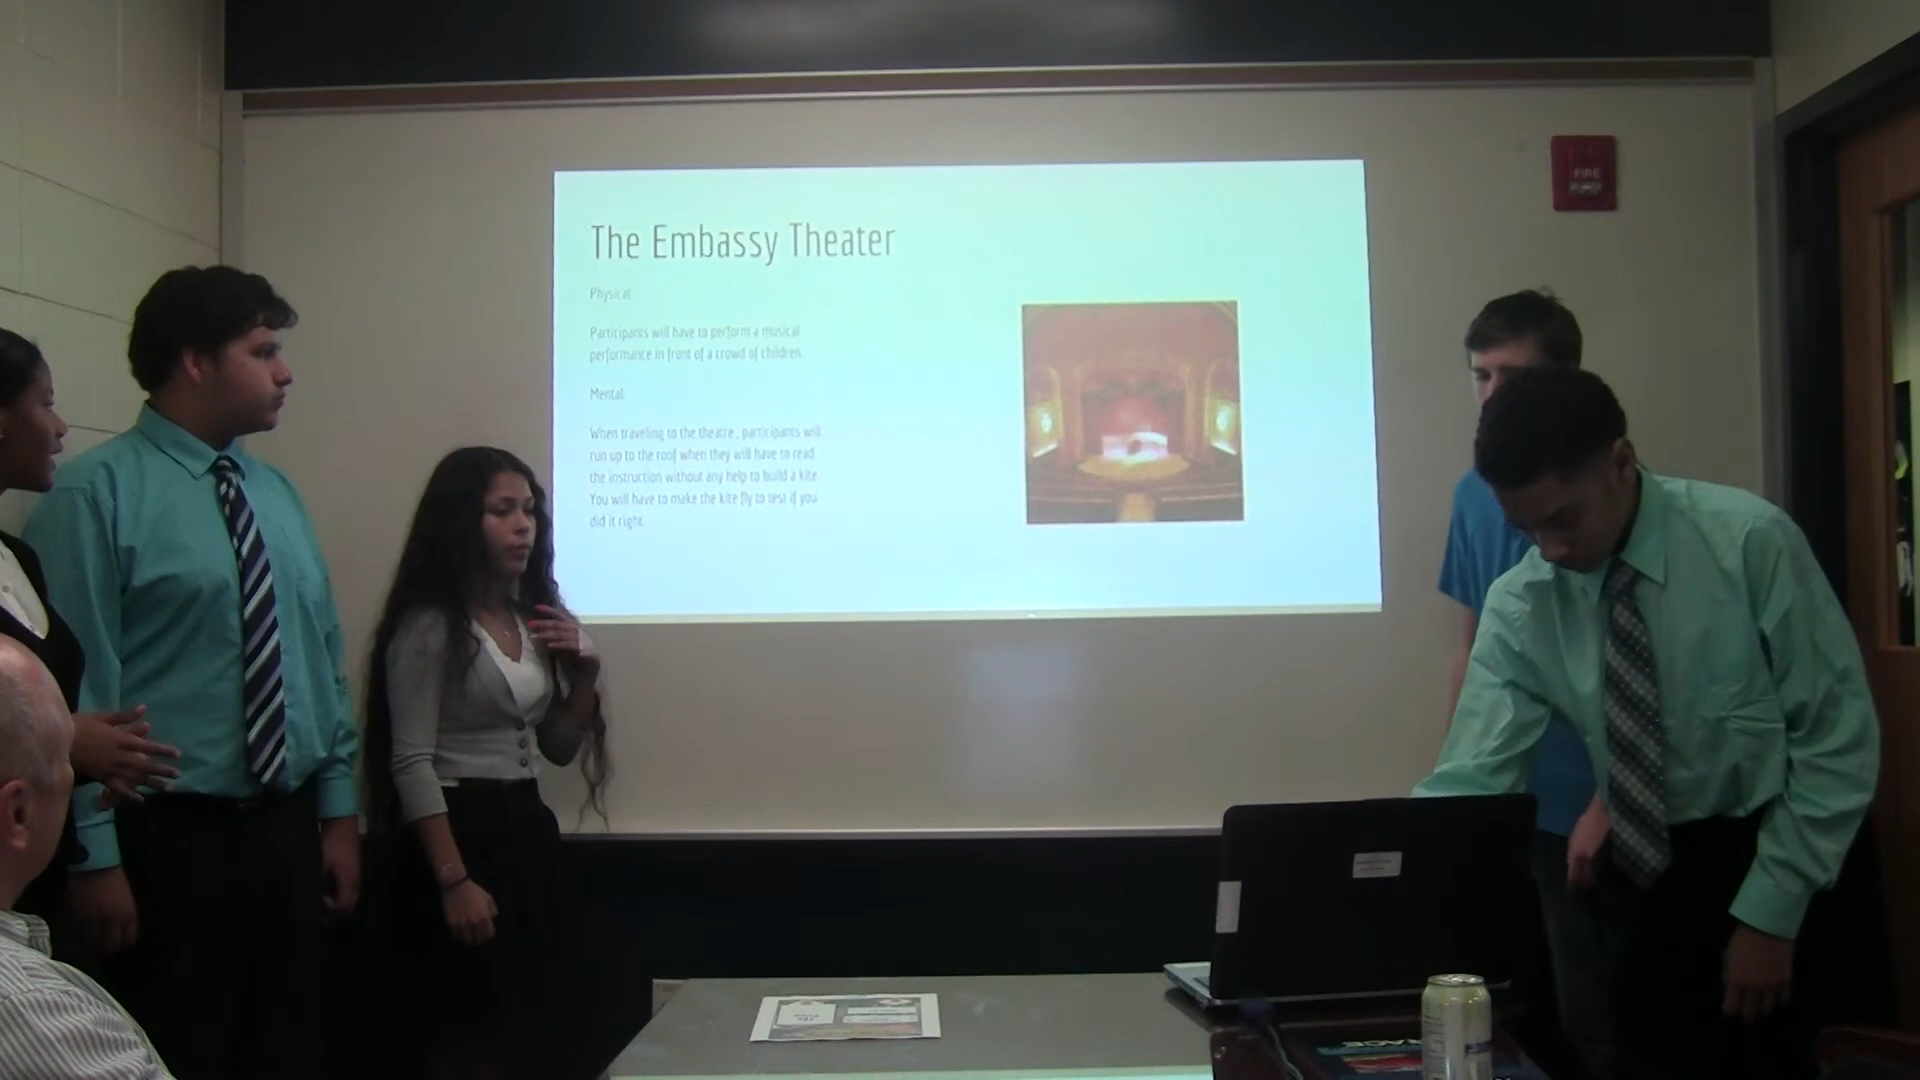 The Embassy Theater
Physical:
Participants will have to perform a musical
performance in front of a crowd of children.
Mental:
When traveling to the theatre , participants will
run up to the roof when they will have to read
the instruction without any help to build a kite.
You will have to make the kite fly to test if you
did it right.
FIRE